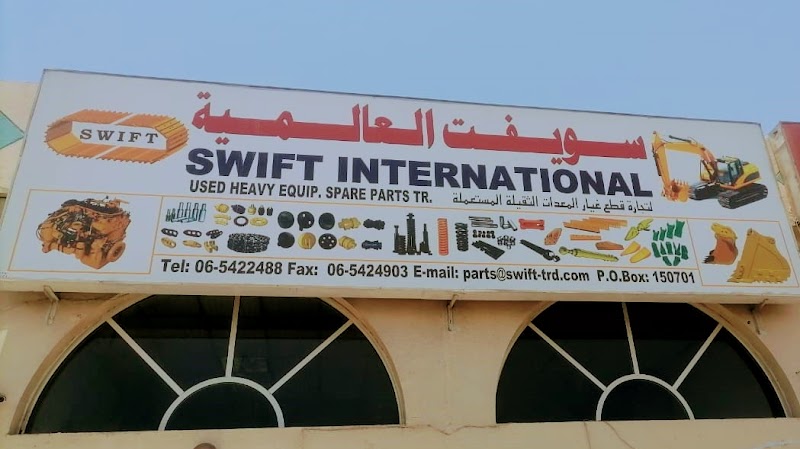 سويفت العالـمـية
SWIFT
SWIFT INTERNATIONAL
USED HEAVY EQUIP. SPARE PARTS TR. لتجارة قطع غيار المعدات الثقيلة المستعملة
Tel: 06-5422488 Fax: 06-5424903 E-mail: parts@swift-trd.com P.O.Box: 150701